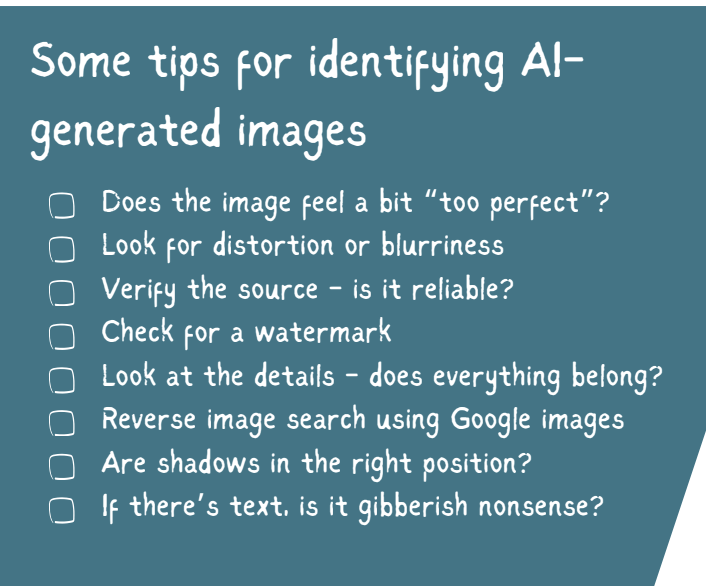 Some tips for identifying AI-
generated images
Does the image feel a bit “too perfect”?
Look for distortion or blurriness
Verify the source – is it reliable?
Check for a watermark
Look at the details – does everything belong?
Reverse image search using Google images
Are shadows in the right position?
If there’s text, is it gibberish nonsense?